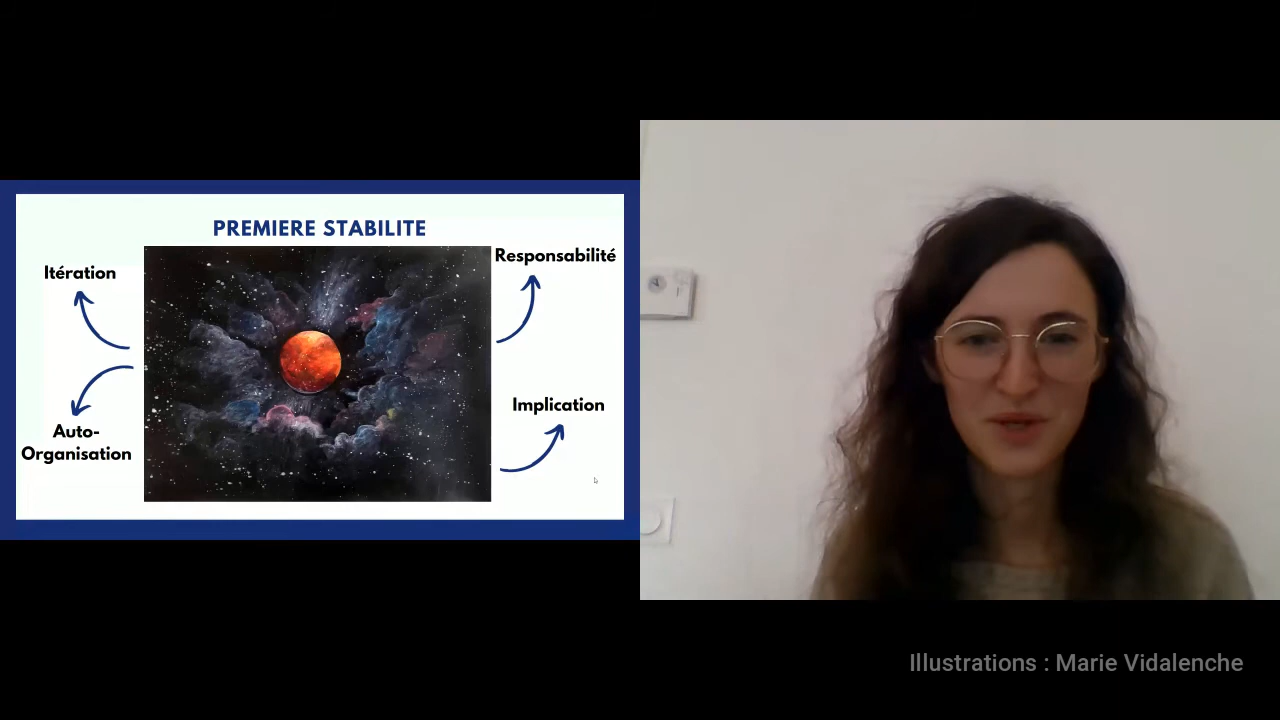 PREMIERE STABILITE
Itération
Responsabilité
Auto-
Organisation
Implication
Illustrations : Marie Vidalenche